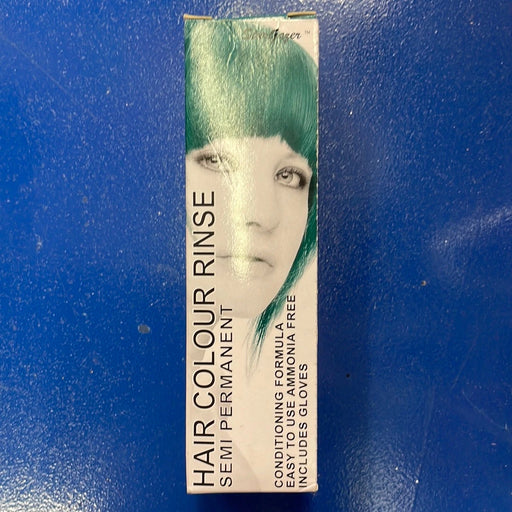 HAIR COLOUR RINSE
SEMI PERMANENT
CONDITIONING FORMULA
EASY TO USE AMMONIA FREE
INCLUDES GLOVES